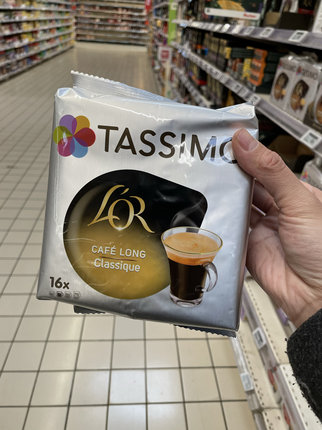 TASSIMO
L'OR
CAFÉ LONG
Classique
16x